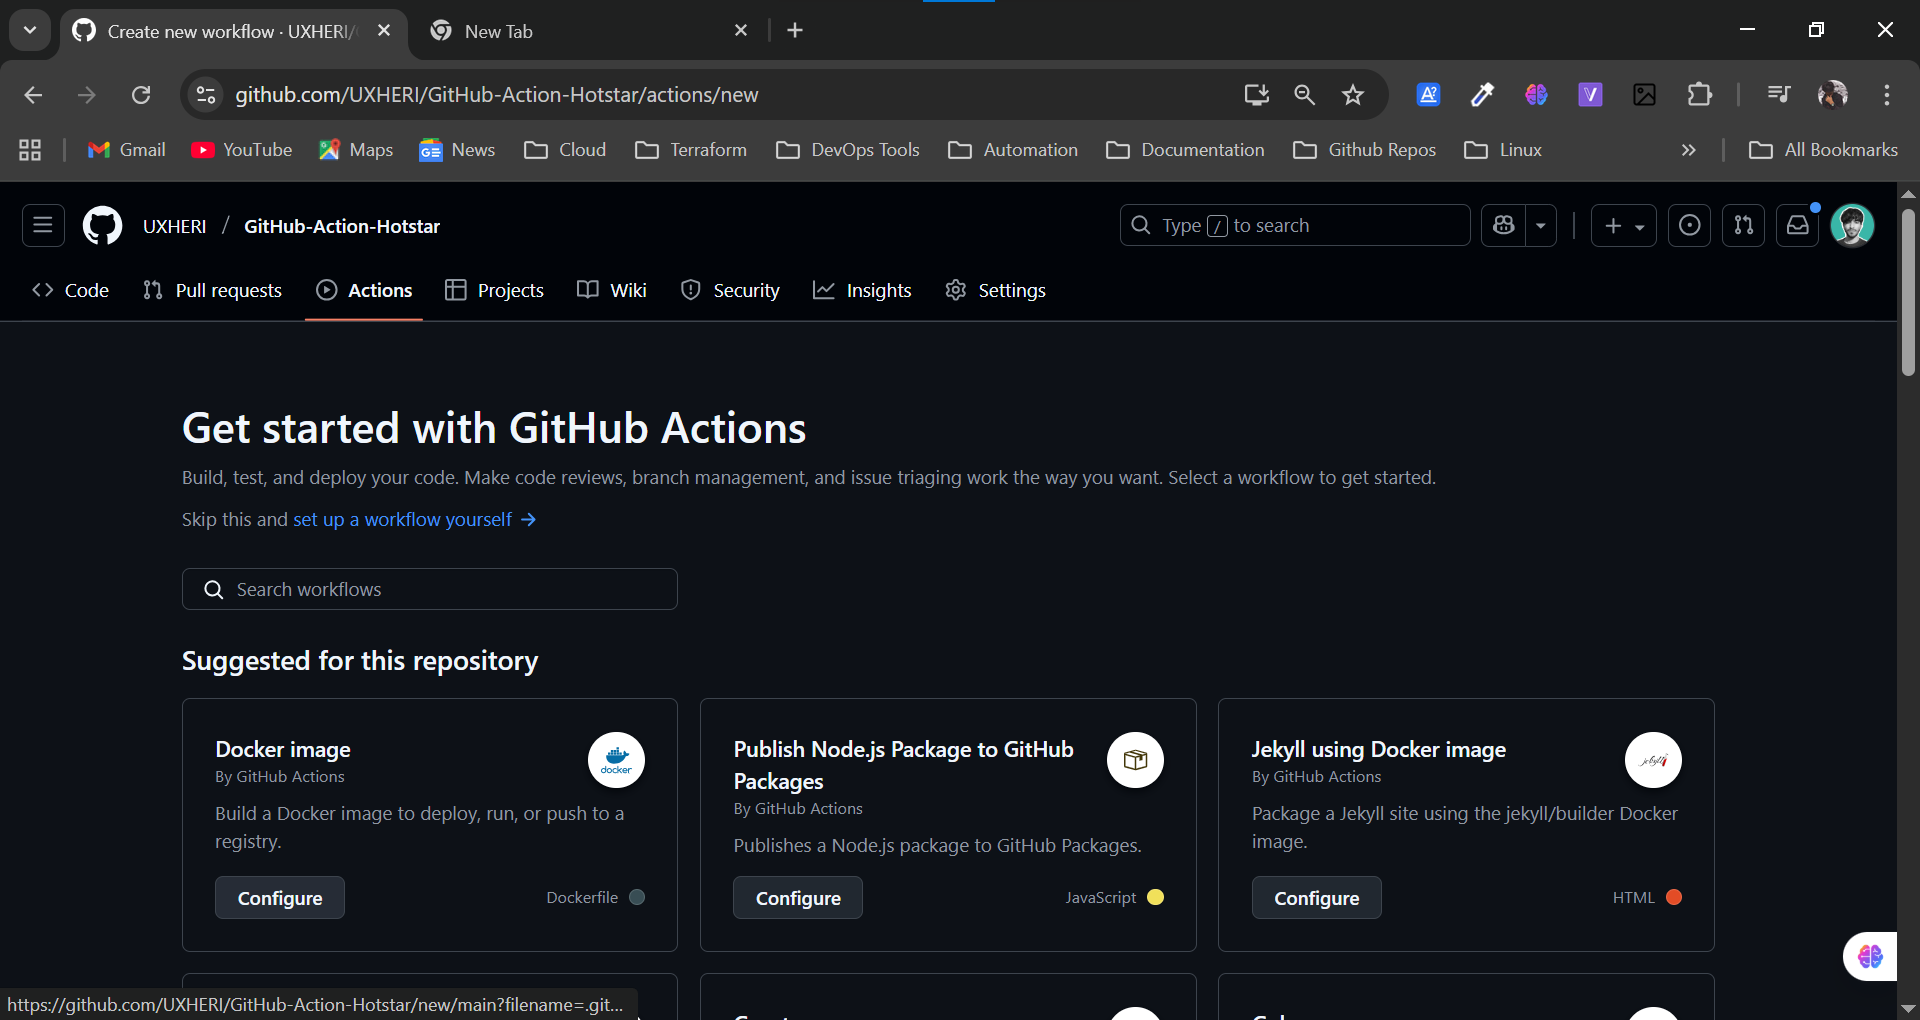 Create new workflow · UXHERI/
New Tab
github.com/UXHERI/GitHub-Action-Hotstar/actions/new
Gmail
YouTube
Maps
News
Cloud
Terraform
DevOps Tools
Automation
Documentation
Github Repos
Linux
All Bookmarks
UXHERI / GitHub-Action-Hotstar
Type / to search
Code
Pull requests
Actions
Projects
Wiki
Security
Insights
Settings
Get started with GitHub Actions
Build, test, and deploy your code. Make code reviews, branch management, and issue triaging work the way you want. Select a workflow to get started.
Skip this and set up a workflow yourself →
Search workflows
Suggested for this repository
Docker image
By GitHub Actions
Build a Docker image to deploy, run, or push to a
registry.
Configure
Dockerfile
docker
Publish Node.js Package to GitHub
Packages
By GitHub Actions
Publishes a Node.js package to GitHub Packages.
Configure
JavaScript
Jekyll using Docker image
By GitHub Actions
Package a Jekyll site using the jekyll/builder Docker
image.
Configure
HTML
jekyll
https://github.com/UXHERI/GitHub-Action-Hotstar/new/main?filename=.git...